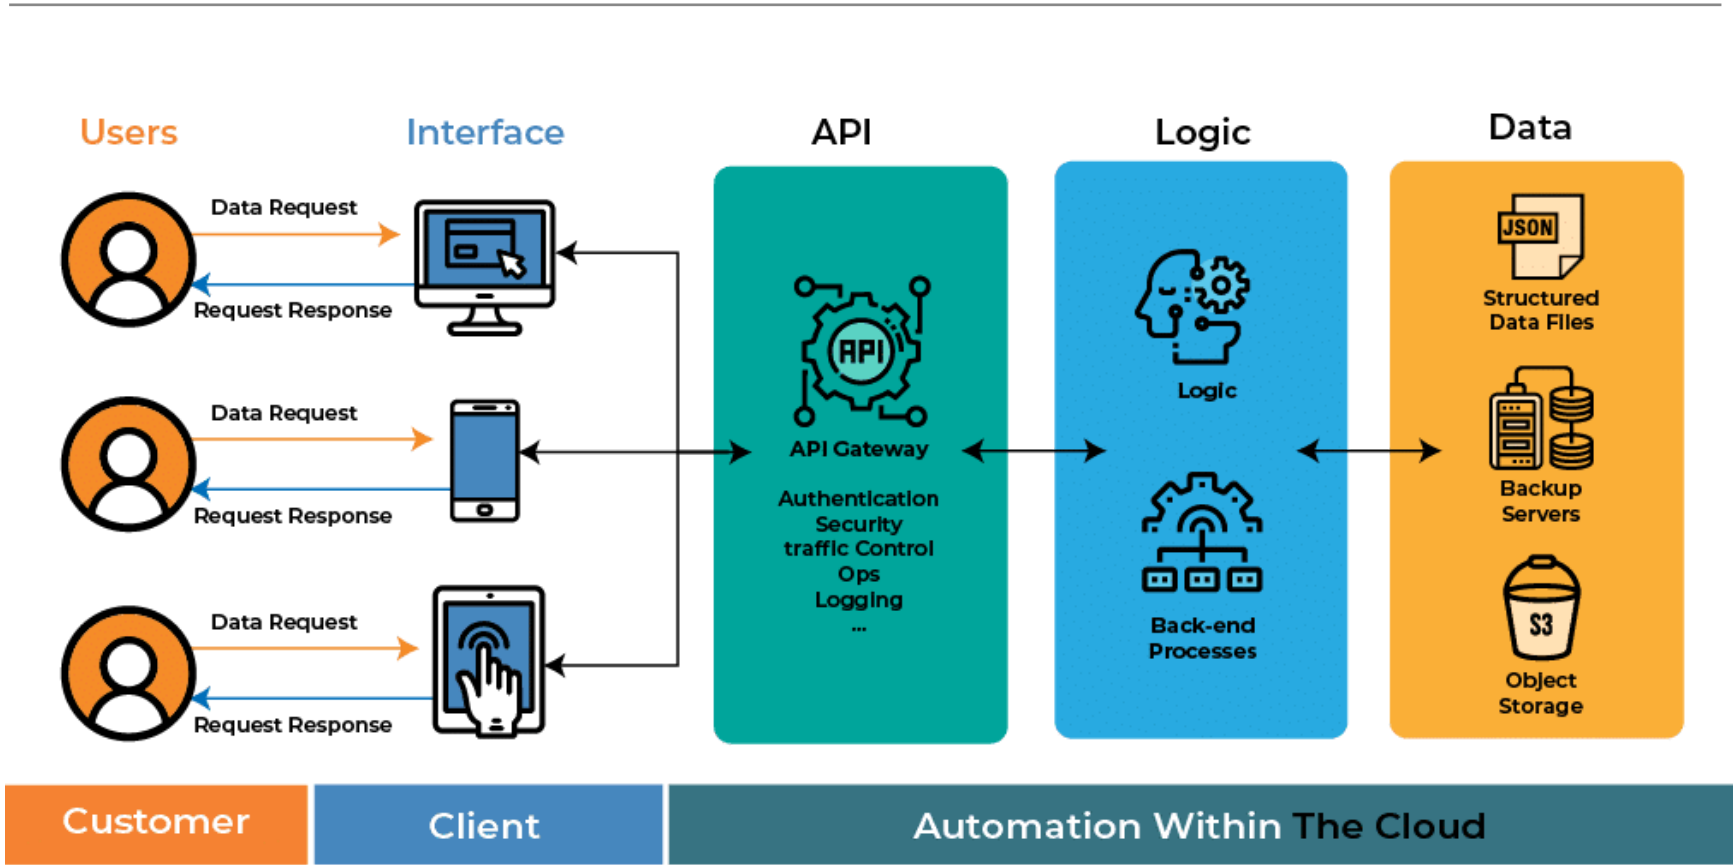 Users
Interface
API
Logic
Data
Data Request
Request Response
Data Request
Request Response
Data Request
Request Response
API
API Gateway
Authentication
Security
traffic Control
Ops
Logging
...
Logic
Back-end
Processes
JSON
Structured
Data Files
Backup
Servers
S3
Object
Storage
Customer
Client
Automation Within The Cloud